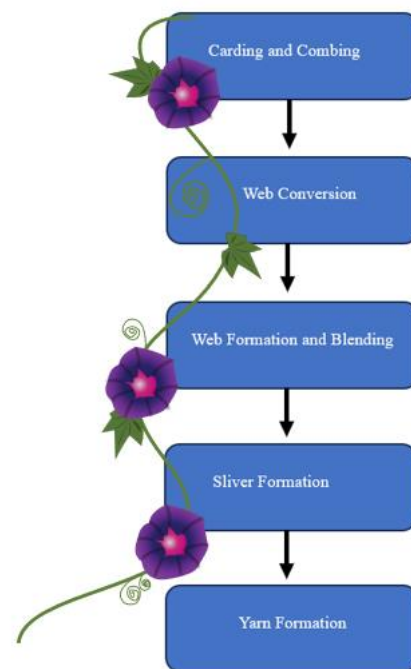 Carding and Combing
Web Conversion
Web Formation and Blending
Sliver Formation
Yarn Formation